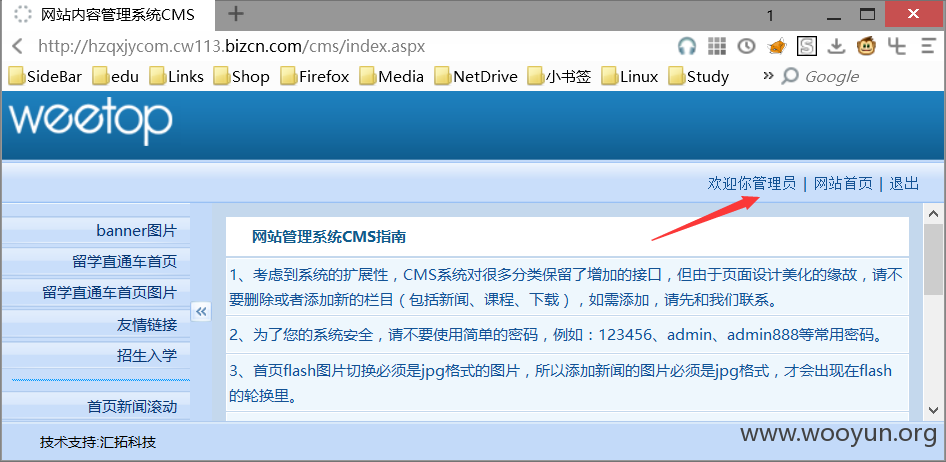 网站内容管理系统CMS
1
http://hzqxjycom.cw113.bizcn.com/cms/index.aspx
SideBar edu Links Shop Firefox Media NetDrive 小书签 Linux Study » Google
weetop
欢迎你管理员 | 网站首页 | 退出
banner图片
留学直通车首页
留学直通车首页图片
友情链接
招生入学
首页新闻滚动
网站管理系统CMS指南
1、考虑到系统的扩展性，CMS系统对很多分类保留了增加的接口，但由于页面设计美化的缘故，请不
要删除或者添加新的栏目（包括新闻、课程、下载），如需添加，请先和我们联系。
2、为了您的系统安全，请不要使用简单的密码，例如：123456、admin、admin888等常用密码。
3、首页flash图片切换必须是jpg格式的图片，所以添加新闻的图片必须是jpg格式，才会出现在flash
的轮换里。
技术支持:汇拓科技
www.wooyun.org